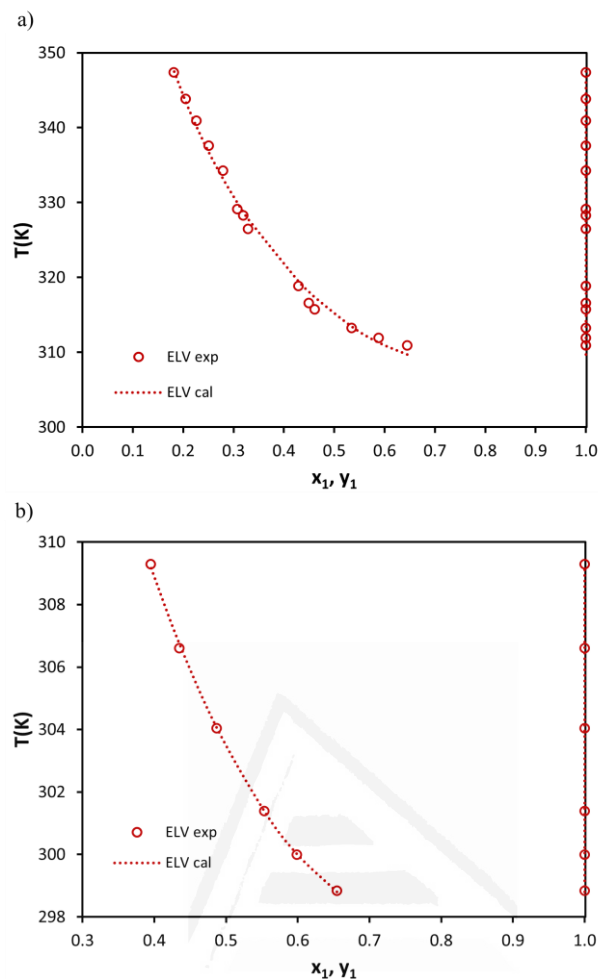 a)
350
340
330
T(K)
320
310
300
ELV exp
ELV cal
0.0 0.1 0.2 0.3 0.4 0.5 0.6 0.7 0.8 0.9 1.0
x₁, y₁
b)
310
308
306
T(K)
304
302
300
298
ELV exp
ELV cal
0.3 0.4 0.5 0.6 0.7 0.8 0.9 1.0
x₁, y₁